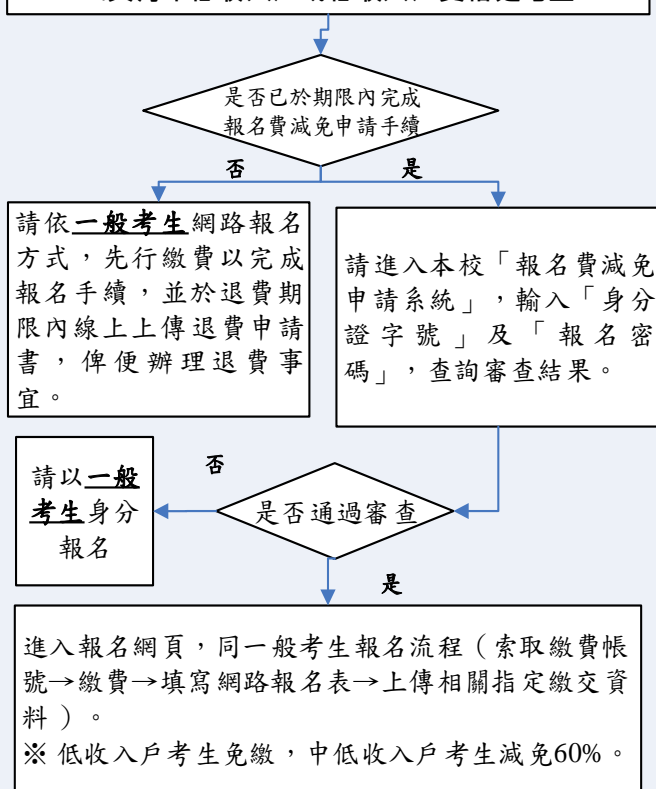 是否已於期限內完成
報名費減免申請手續
否
是
請依一般考生網路報名
方式，先行繳費以完成
報名手續，並於退費期
限內線上上傳退費申請
書，俾便辦理退費事
宜。
請進入本校「報名費減免
申請系統」，輸入「身分
證字號」及「報名密
碼」，查詢審查結果。
否
請以一般
考生身分
報名
是否通過審查
是
進入報名網頁，同一般考生報名流程（索取繳費帳
號→繳費→填寫網路報名表→上傳相關指定繳交資
料）。
※ 低收入戶考生免繳，中低收入戶考生減免60%。